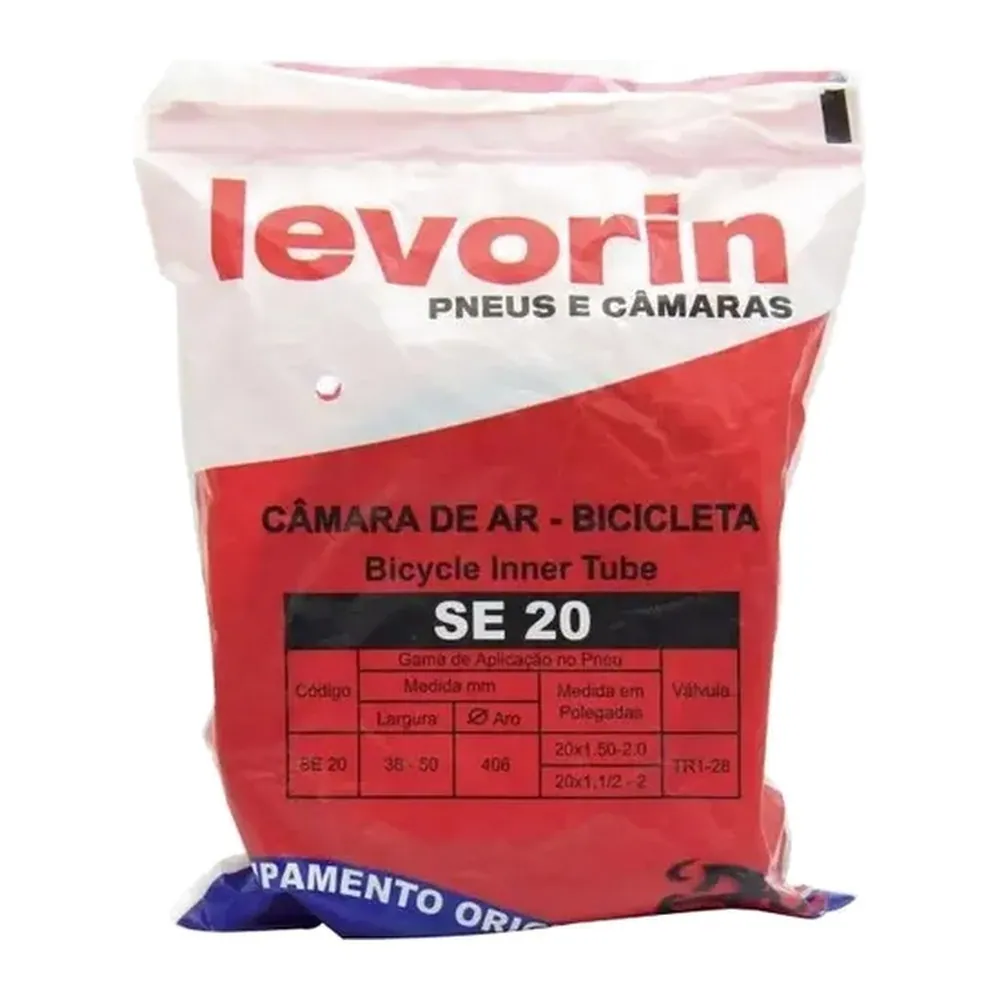 levorin
PNEUS E CÂMARAS
CÂMARA DE AR - BICICLETA
Bicycle Inner Tube
SE 20
Código
Gama de Aplicação no Pneu
Medida mm
Largura
Ø Aro
Medida em
Polegadas
Válvula
SE 20
38 - 50
406
20x1.50-2.0
20x1.1/2 - 2
TR1-28
IPAMENTO ORIG